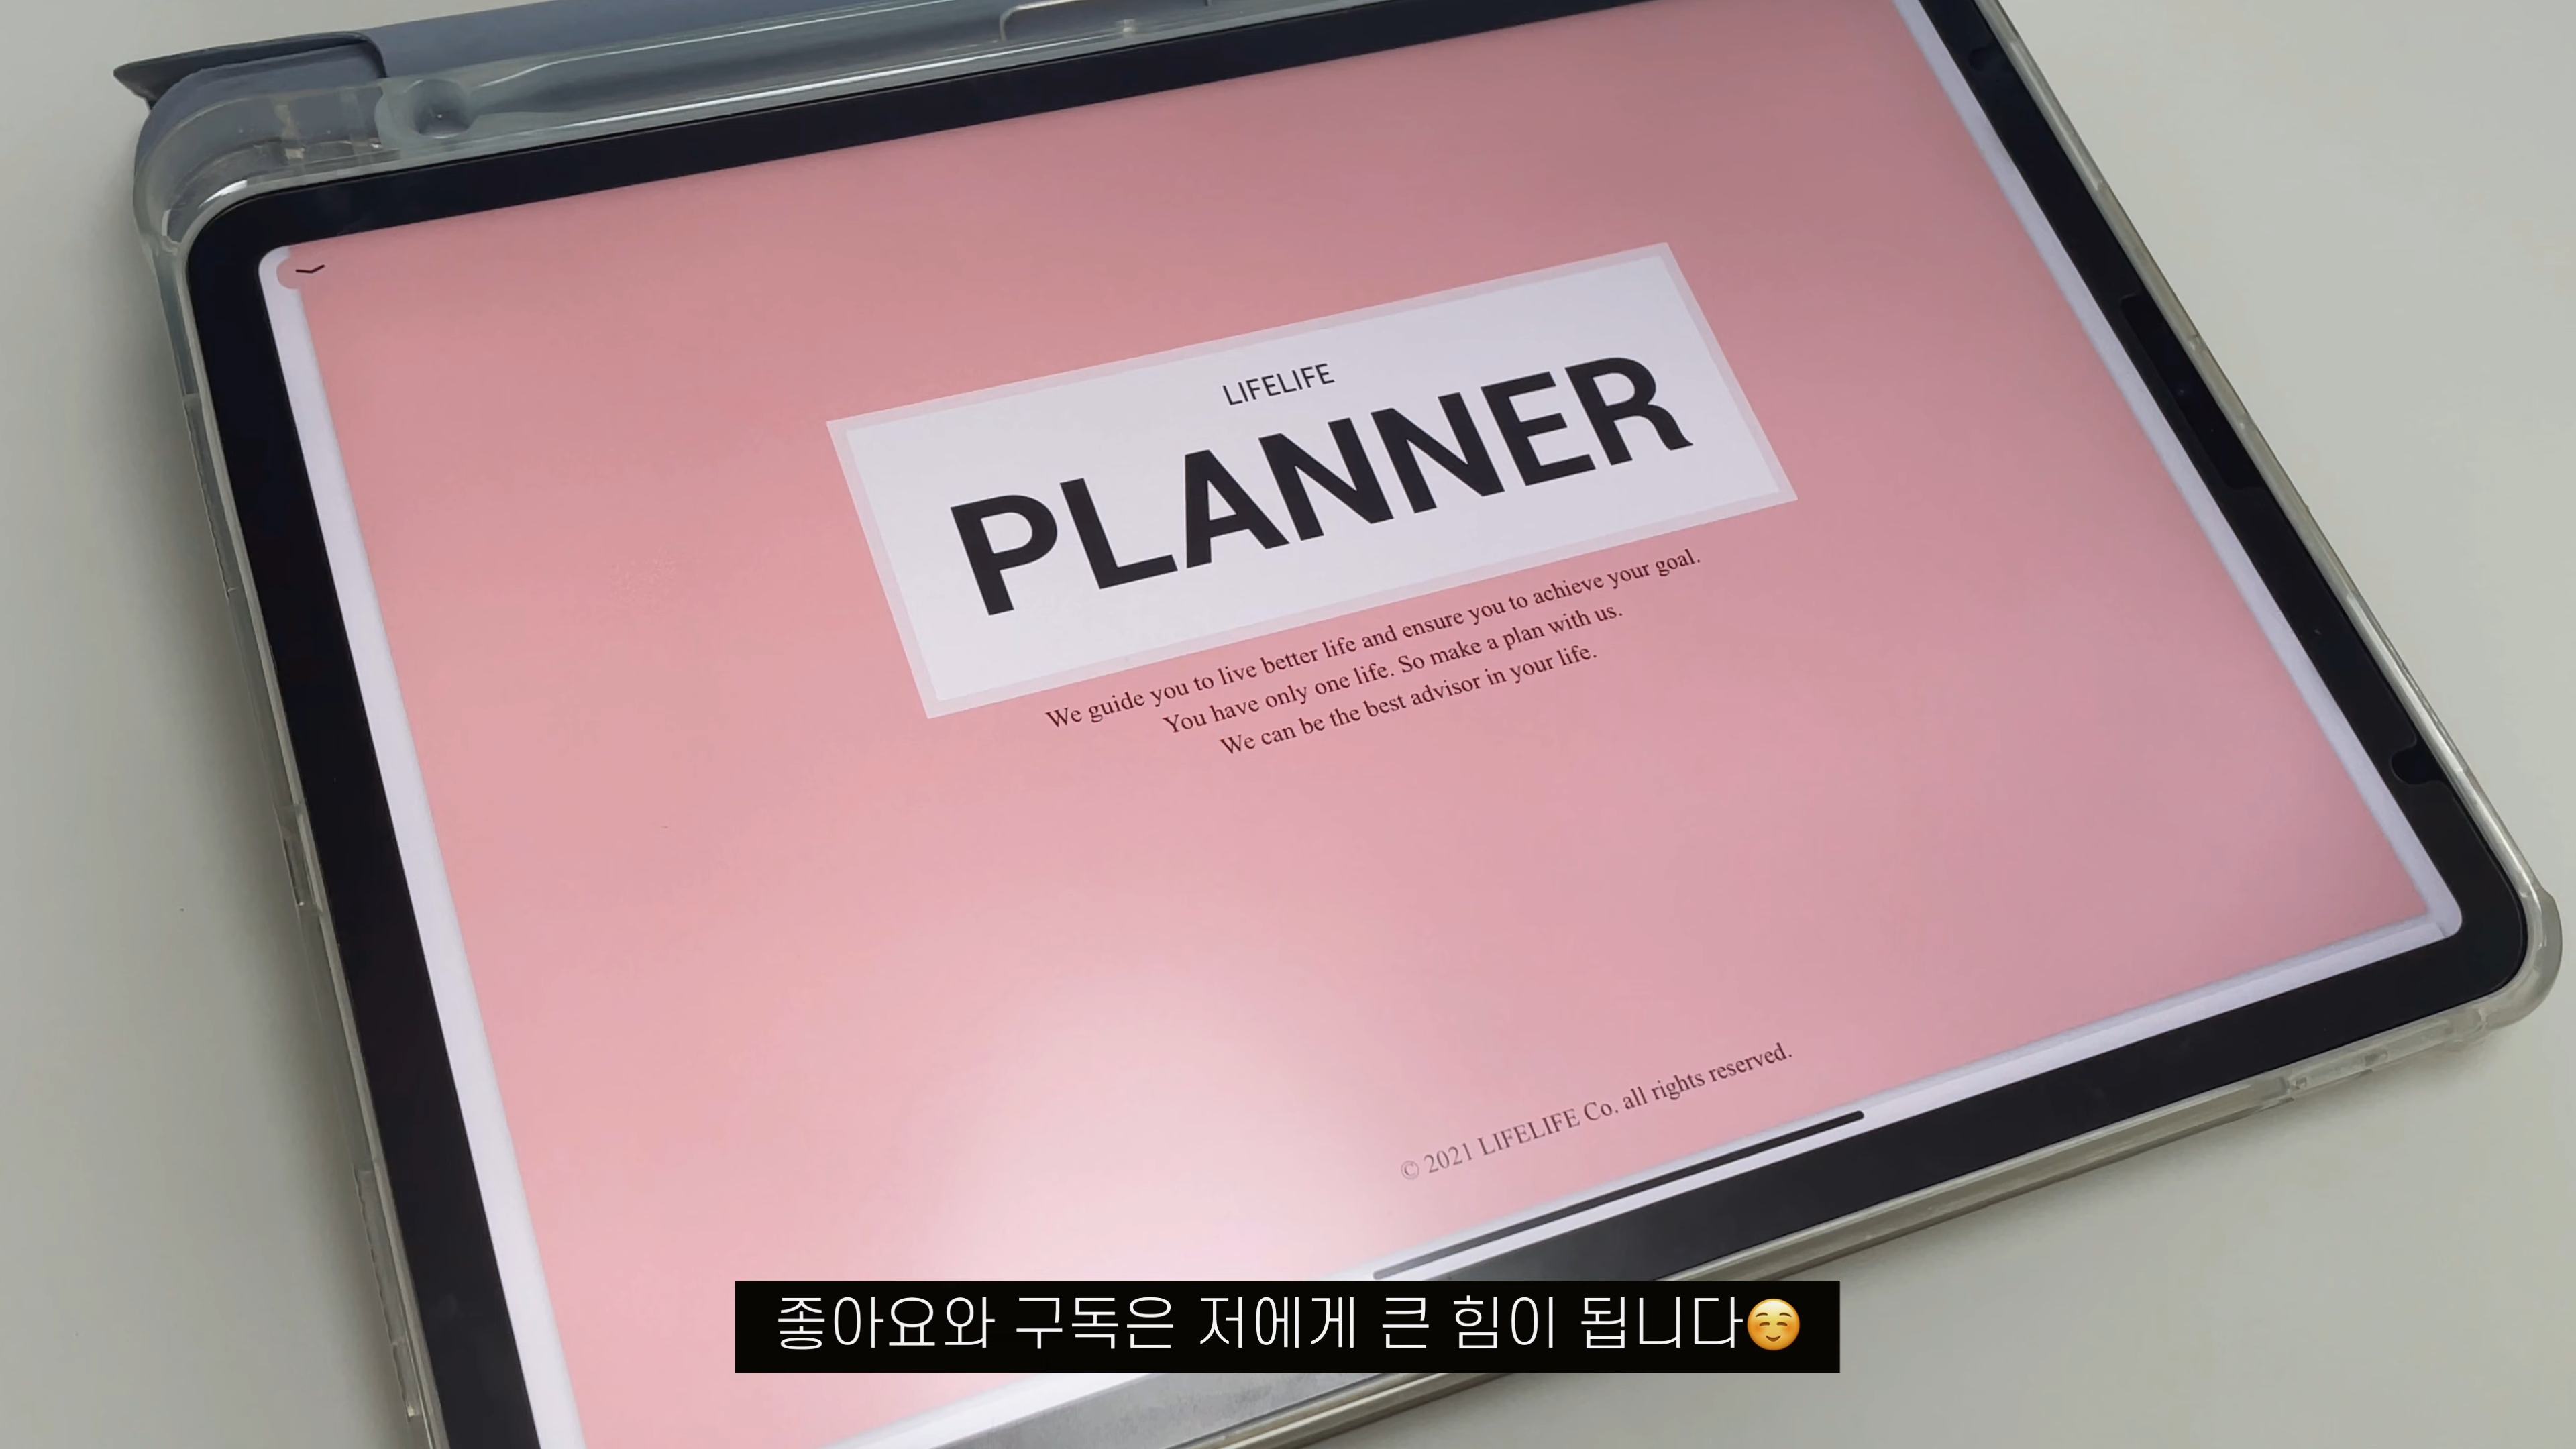 LIFELIFE
PLANNER
We guide you to live better life and ensure you to achieve your goal.
You have only one life. So make a plan with us.
We can be the best advisor in your life.
© 2021 LIFELIFE Co. all rights reserved.
좋아요와 구독은 저에게 큰 힘이 됩니다☺️